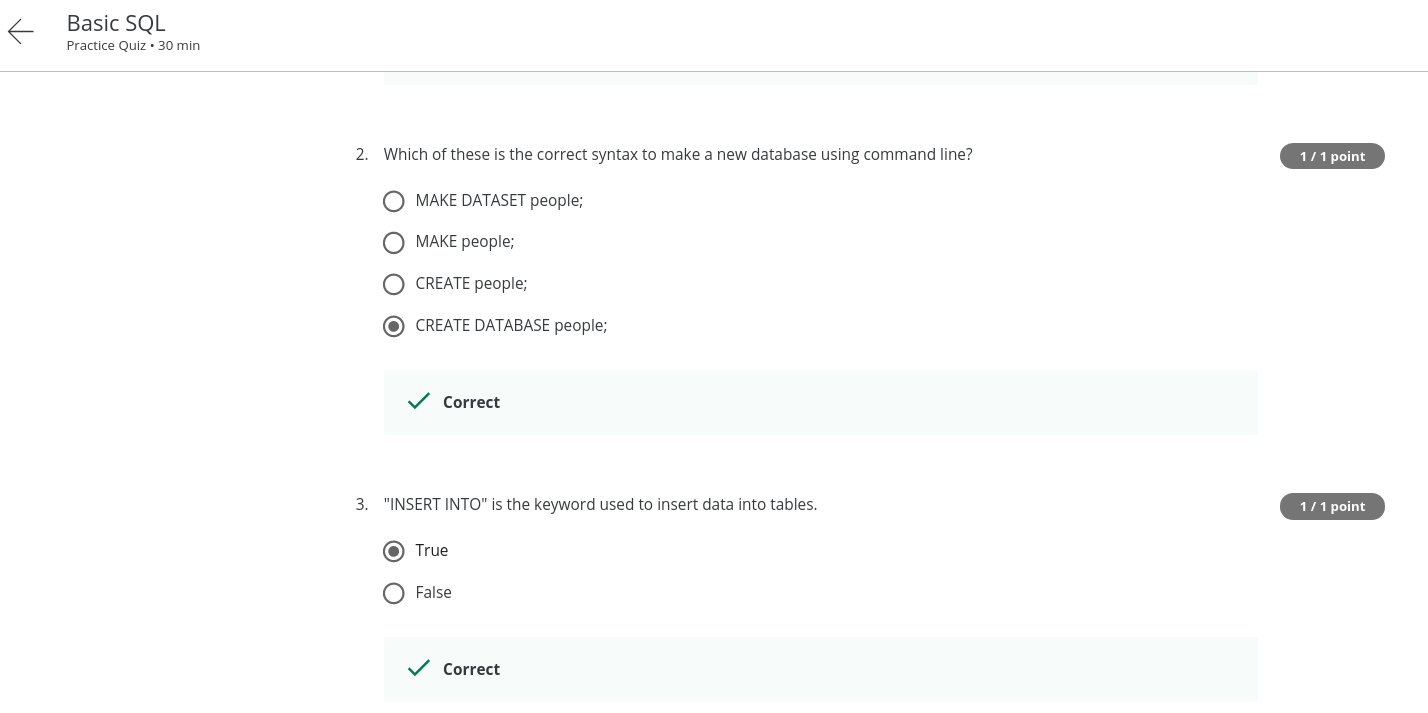 Basic SQL
Practice Quiz • 30 min
2. Which of these is the correct syntax to make a new database using command line?
1 / 1 point
MAKE DATASET people;
MAKE people;
CREATE people;
CREATE DATABASE people;
Correct
3. "INSERT INTO" is the keyword used to insert data into tables.
1 / 1 point
True
False
Correct